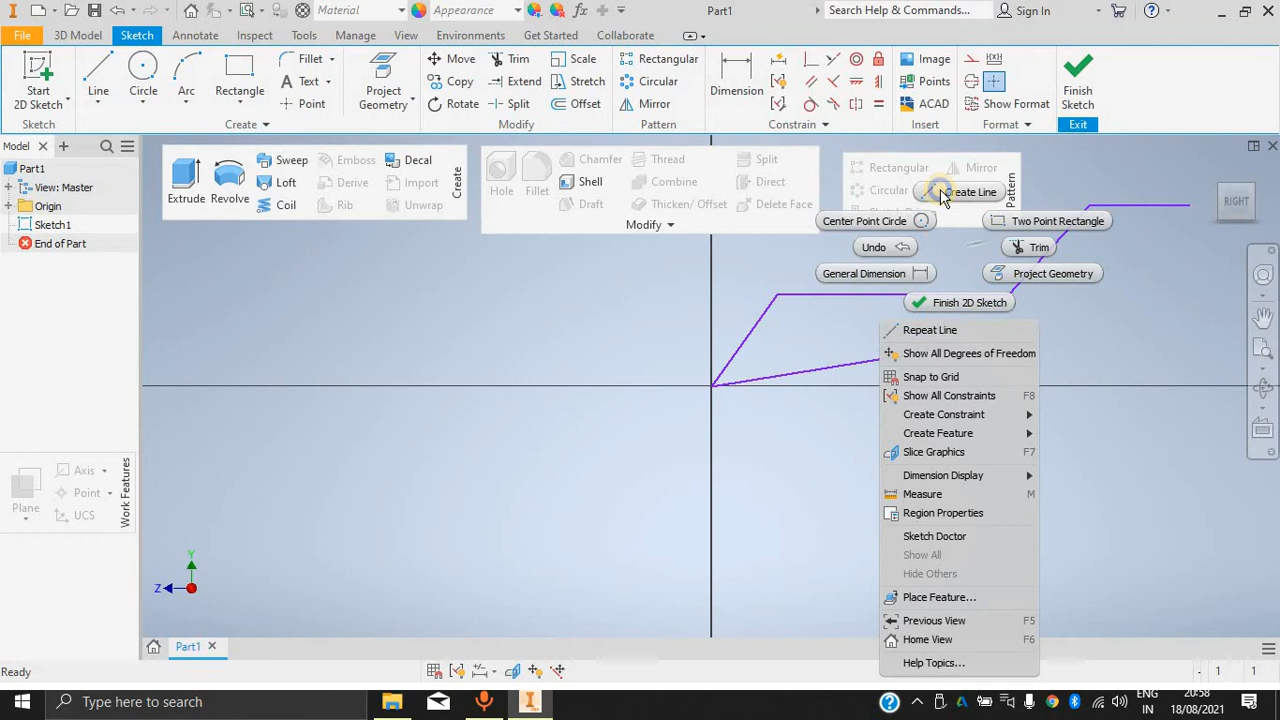 Material
Appearance
Part1
Search Help & Commands...
Sign In
File
3D Model
Sketch
Annotate
Inspect
Tools
Manage
View
Environments
Get Started
Collaborate
Start
2D Sketch
Line
Circle
Arc
Rectangle
Fillet
Text
Point
Project
Geometry
Move
Copy
Rotate
Trim
Extend
Split
Scale
Stretch
Offset
Rectangular
Circular
Mirror
Dimension
Image
Points
ACAD
Show Format
Finish
Sketch
Sketch
Create
Modify
Pattern
Constrain
Insert
Format
Exit
Model
Part1
View: Master
Origin
Sketch1
End of Part
Extrude
Revolve
Sweep
Loft
Coil
Emboss
Derive
Rib
Decal
Import
Unwrap
Create
Hole
Fillet
Chamfer
Shell
Draft
Thread
Combine
Thicken/ Offset
Split
Direct
Delete Face
Modify
Rectangular
Mirror
Circular
Pattern
Create Line
Center Point Circle
Two Point Rectangle
Undo
Trim
General Dimension
Project Geometry
Finish 2D Sketch
RIGHT
Repeat Line
Show All Degrees of Freedom
Snap to Grid
Show All Constraints F8
Create Constraint
Create Feature
Slice Graphics F7
Dimension Display
Measure M
Region Properties
Sketch Doctor
Show All
Hide Others
Place Feature...
Previous View F5
Home View F6
Help Topics...
Plane
Axis
Point
UCS
Work Features
Y
Z
Part1
Ready
1
1
Type here to search
ENG
IN
20:58
18/08/2021